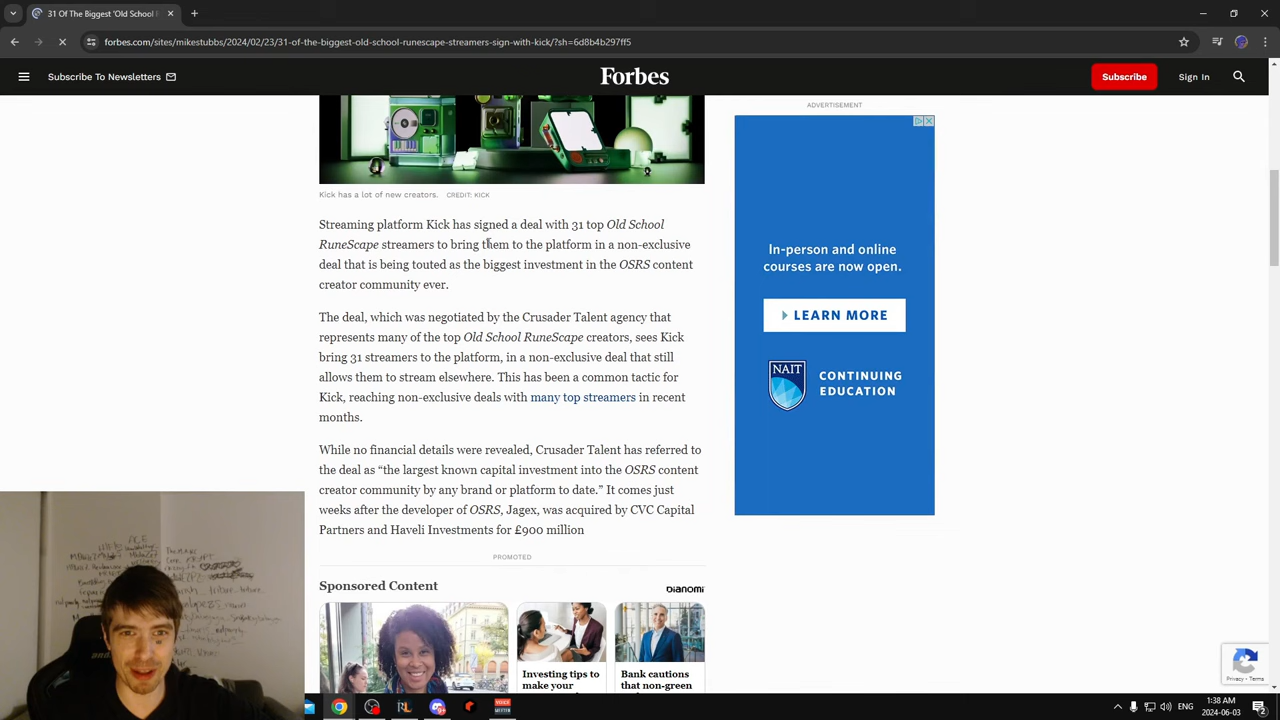 31 Of The Biggest 'Old School
forbes.com/sites/mikestubbs/2024/02/23/31-of-the-biggest-old-school-runescape-streamers-sign-with-kick/?sh=6d8b4b297ff5
Subscribe To Newsletters
Forbes
Subscribe
Sign In
ADVERTISEMENT
Kick has a lot of new creators. CREDIT: KICK
Streaming platform Kick has signed a deal with 31 top Old School
RuneScape streamers to bring them to the platform in a non-exclusive
deal that is being touted as the biggest investment in the OSRS content
creator community ever.
The deal, which was negotiated by the Crusader Talent agency that
represents many of the top Old School RuneScape creators, sees Kick
bring 31 streamers to the platform, in a non-exclusive deal that still
allows them to stream elsewhere. This has been a common tactic for
Kick, reaching non-exclusive deals with many top streamers in recent
months.
While no financial details were revealed, Crusader Talent has referred to
the deal as “the largest known capital investment into the OSRS content
creator community by any brand or platform to date.” It comes just
weeks after the developer of OSRS, Jagex, was acquired by CVC Capital
Partners and Haveli Investments for £900 million
PROMOTED
Sponsored Content
bianomi
Investing tips to
make your
Bank cautions
that non-green
In-person and online
courses are now open.
LEARN MORE
NAIT
CONTINUING
EDUCATION
Privacy - Terms
ENG
1:38 AM
2024-06-03